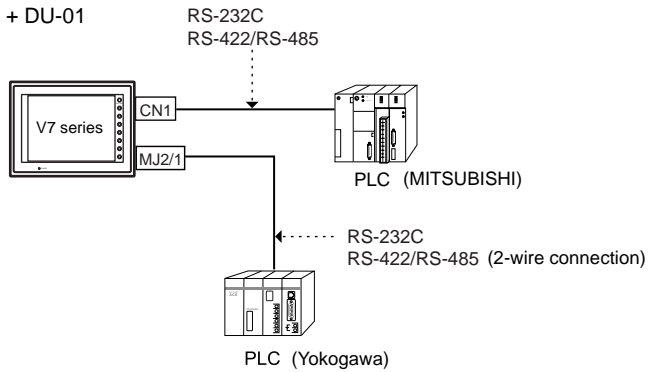 + DU-01
RS-232C
RS-422/RS-485
V7 series
CN1
MJ2/1
PLC (MITSUBISHI)
RS-232C
RS-422/RS-485 (2-wire connection)
PLC (Yokogawa)